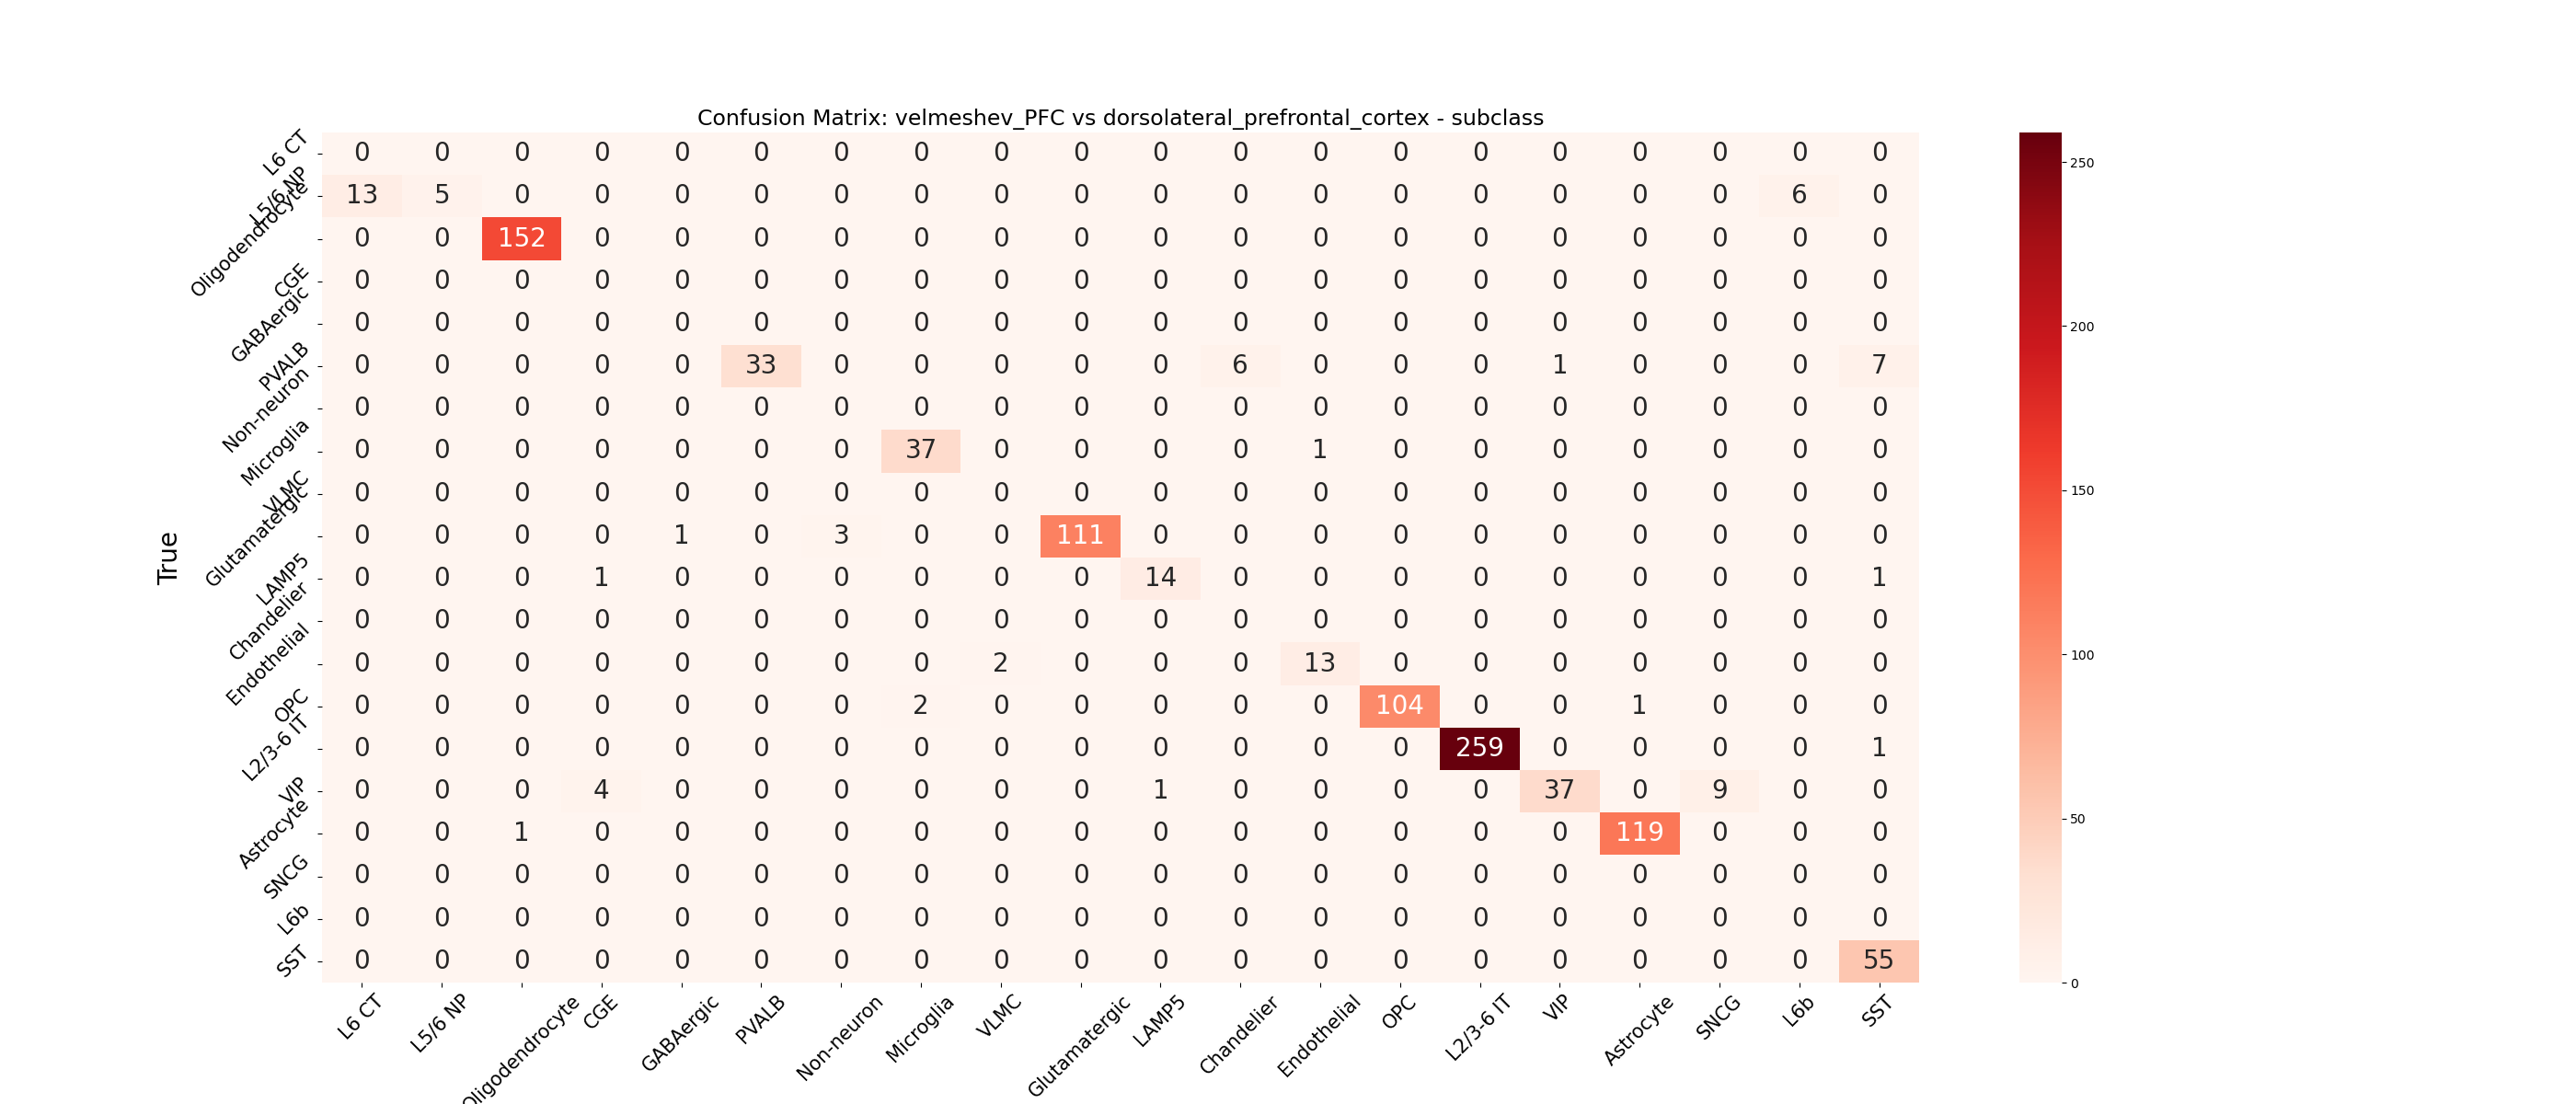 Confusion Matrix: velmeshev_PFC vs dorsolateral_prefrontal_cortex - subclass
True
L6 CT 0 0 0 0 0 0 0 0 0 0 0 0 0 0 0 0 0 0 0 0
L5/6 NP 13 5 0 0 0 0 0 0 0 0 0 0 0 0 0 0 0 0 6 0
Oligodendrocyte 0 0 152 0 0 0 0 0 0 0 0 0 0 0 0 0 0 0 0 0
CGE 0 0 0 0 0 0 0 0 0 0 0 0 0 0 0 0 0 0 0 0
GABAergic 0 0 0 0 0 0 0 0 0 0 0 0 0 0 0 0 0 0 0 0
PVALB 0 0 0 0 0 33 0 0 0 0 0 6 0 0 0 1 0 0 0 7
Non-neuron 0 0 0 0 0 0 0 0 0 0 0 0 0 0 0 0 0 0 0 0
Microglia 0 0 0 0 0 0 0 37 0 0 0 0 1 0 0 0 0 0 0 0
VLMC 0 0 0 0 0 0 0 0 0 0 0 0 0 0 0 0 0 0 0 0
Glutamatergic 0 0 0 0 1 0 3 0 0 111 0 0 0 0 0 0 0 0 0 0
LAMP5 0 0 0 1 0 0 0 0 0 0 14 0 0 0 0 0 0 0 0 1
Chandelier 0 0 0 0 0 0 0 0 0 0 0 0 0 0 0 0 0 0 0 0
Endothelial 0 0 0 0 0 0 0 0 2 0 0 0 13 0 0 0 0 0 0 0
OPC 0 0 0 0 0 0 0 2 0 0 0 0 0 104 0 0 1 0 0 0
L2/3-6 IT 0 0 0 0 0 0 0 0 0 0 0 0 0 0 259 0 0 0 0 1
VIP 0 0 0 4 0 0 0 0 0 0 1 0 0 0 0 37 0 9 0 0
Astrocyte 0 0 1 0 0 0 0 0 0 0 0 0 0 0 0 0 119 0 0 0
SNCG 0 0 0 0 0 0 0 0 0 0 0 0 0 0 0 0 0 0 0 0
L6b 0 0 0 0 0 0 0 0 0 0 0 0 0 0 0 0 0 0 0 0
SST 0 0 0 0 0 0 0 0 0 0 0 0 0 0 0 0 0 0 0 55
L6 CT L5/6 NP Oligodendrocyte CGE GABAergic PVALB Non-neuron Microglia VLMC Glutamatergic LAMP5 Chandelier Endothelial OPC L2/3-6 IT VIP Astrocyte SNCG L6b SST
250
200
150
100
50
0